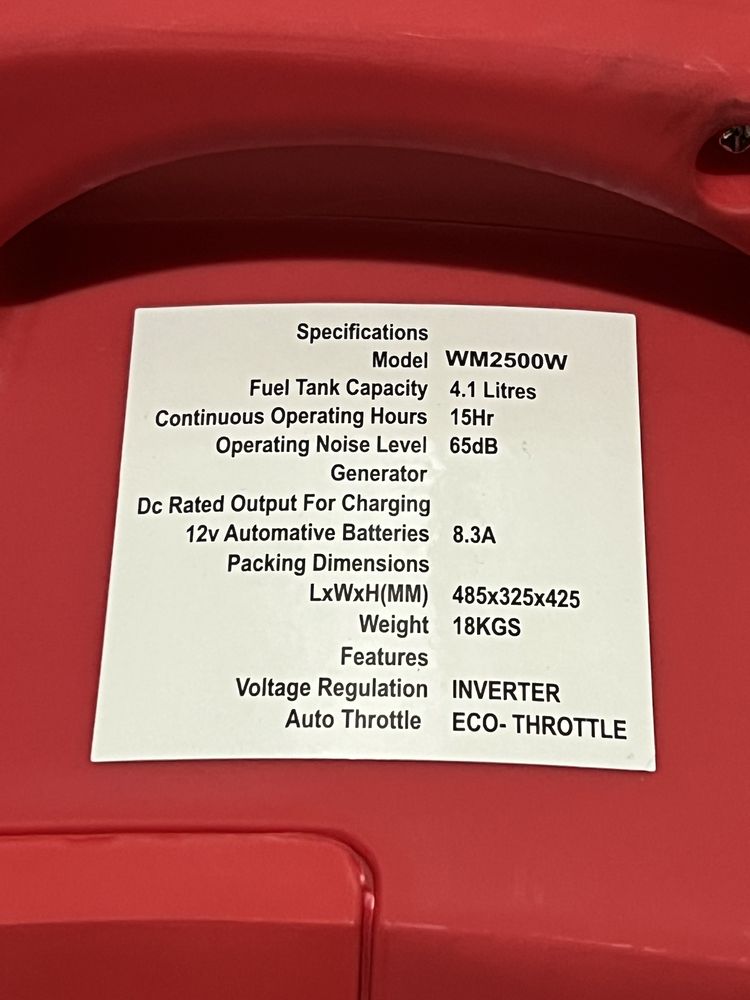 Specifications
Model WM2500W
Fuel Tank Capacity 4.1 Litres
Continuous Operating Hours 15Hr
Operating Noise Level 65dB
Generator
Dc Rated Output For Charging
12v Automative Batteries 8.3A
Packing Dimensions
LxWxH(MM) 485x325x425
Weight 18KGS
Features
Voltage Regulation INVERTER
Auto Throttle ECO- THROTTLE